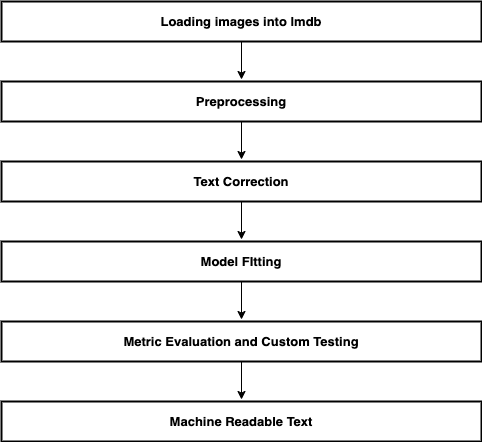 Loading images into lmdb
Preprocessing
Text Correction
Model FItting
Metric Evaluation and Custom Testing
Machine Readable Text